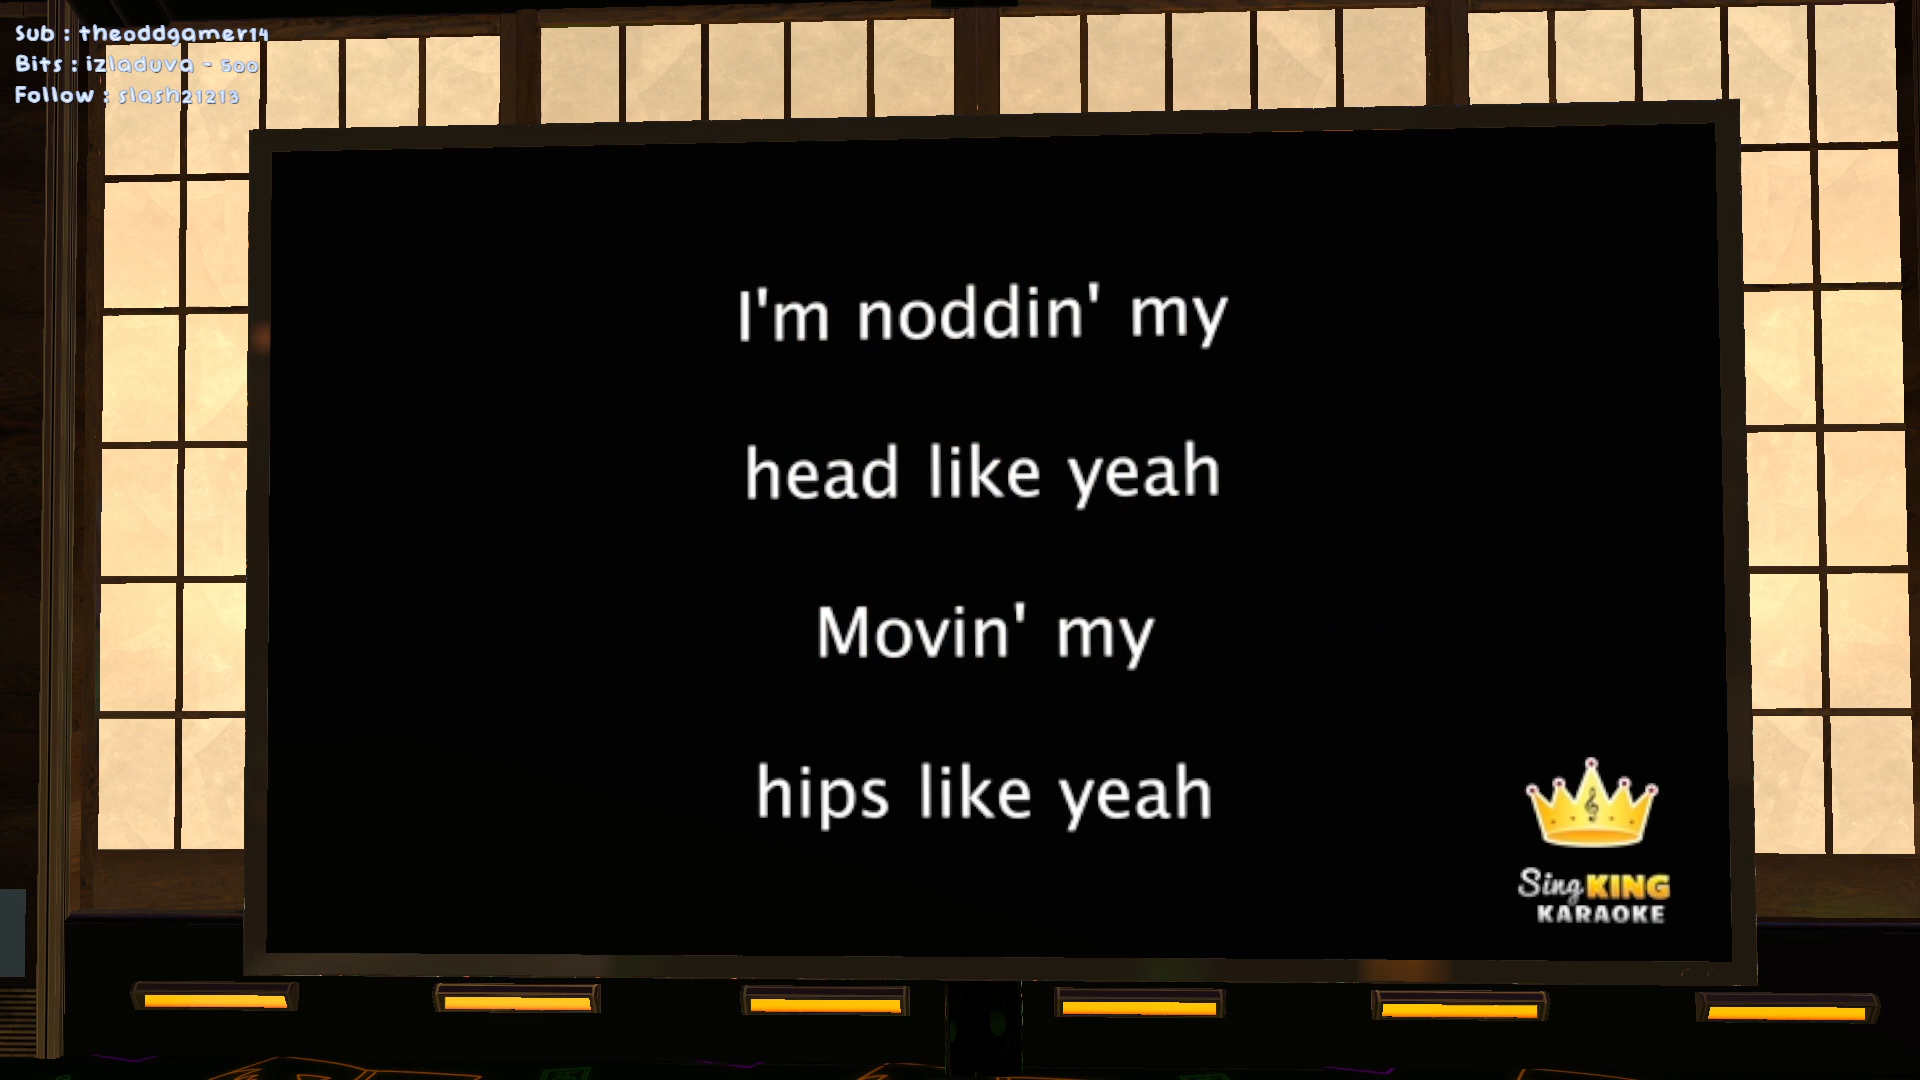 Sub : theoddgamer14
Bits : izladuva - 500
Follow : slash21213
I'm noddin' my
head like yeah
Movin' my
hips like yeah
Sing KING
KARAOKE